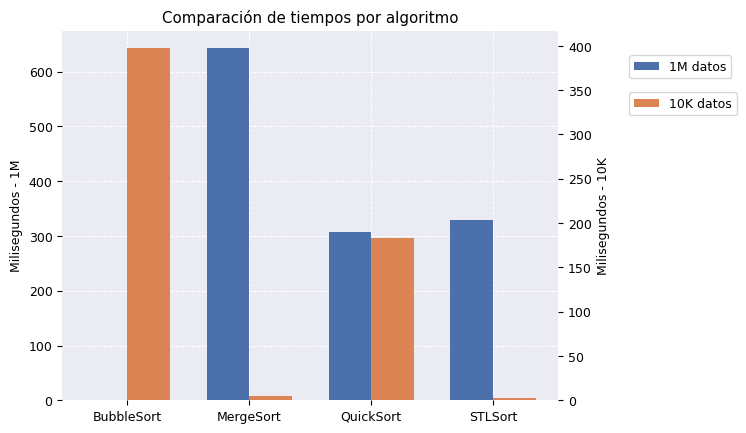 Comparación de tiempos por algoritmo
Milisegundos - 1M
600
500
400
300
200
100
0
BubbleSort
MergeSort
QuickSort
STLSort
400
350
300
250
200
150
100
50
0
Milisegundos - 10K
1M datos
10K datos